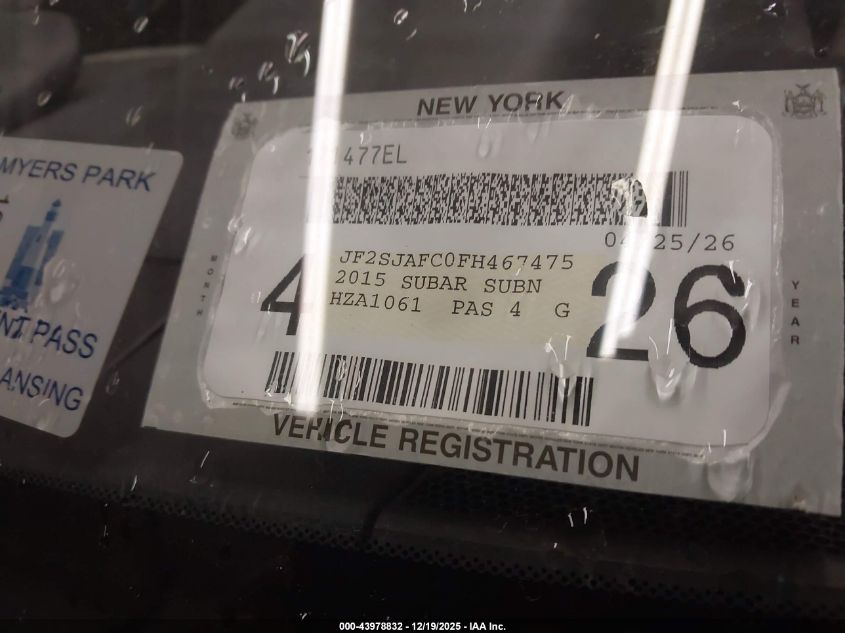 MYERS PARK
PASS
ANSING
NEW YORK
477EL
25/26
JF2SJAFC0FH467475
2015 SUBAR SUBN
HZA1061 PAS 4 G
MONTH
4
26
YEAR
VEHICLE REGISTRATION
000-43978832 - 12/19/2025 - IAA Inc.